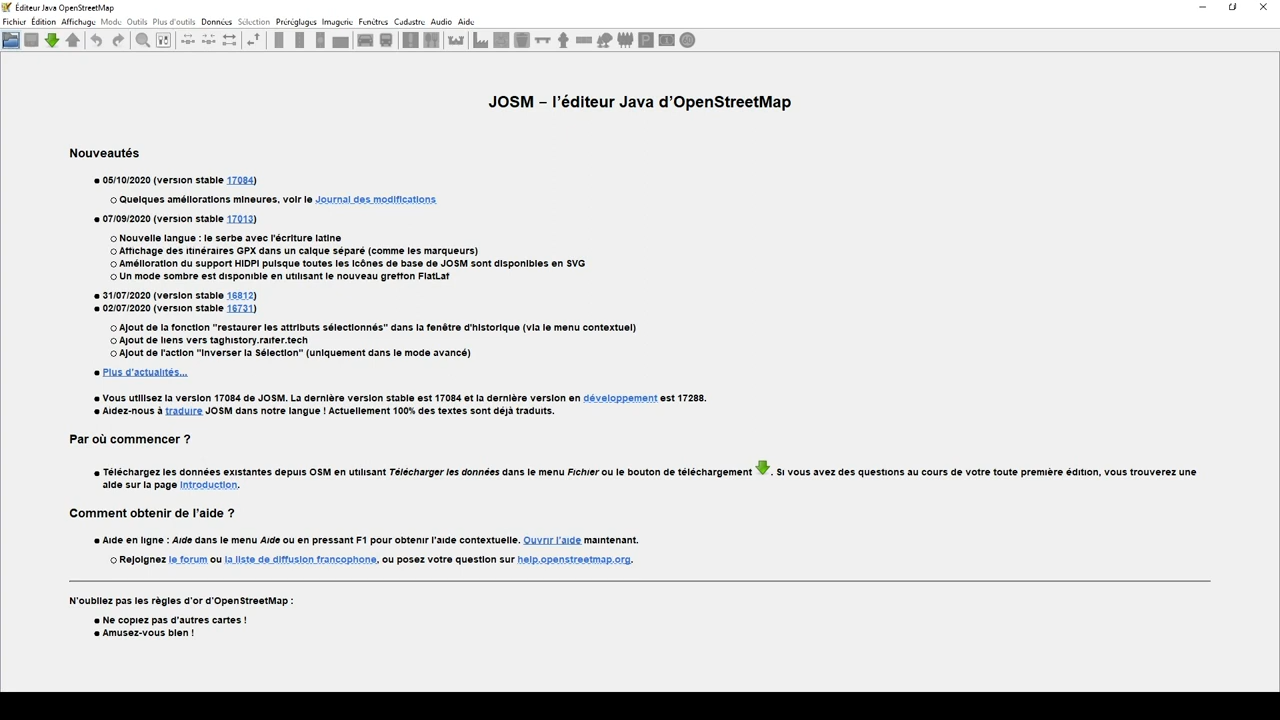 Éditeur Java OpenStreetMap
Fichier Édition Affichage Mode Outils Plus d'outils Données Sélection Préréglages Imagerie Fenêtres Cadastre Audio Aide
JOSM – l’éditeur Java d’OpenStreetMap
Nouveautés
05/10/2020 (version stable 17084)
Quelques améliorations mineures, voir le Journal des modifications
07/09/2020 (version stable 17013)
Nouvelle langue : le serbe avec l'écriture latine
Affichage des itinéraires GPX dans un calque séparé (comme les marqueurs)
Amélioration du support HIDPI puisque toutes les icônes de base de JOSM sont disponibles en SVG
Un mode sombre est disponible en utilisant le nouveau greffon FlatLaf
31/07/2020 (version stable 16812)
02/07/2020 (version stable 16731)
Ajout de la fonction "restaurer les attributs sélectionnés" dans la fenêtre d'historique (via le menu contextuel)
Ajout de liens vers taghistory.raifer.tech
Ajout de l'action "Inverser la Sélection" (uniquement dans le mode avancé)
Plus d’actualités...
Vous utilisez la version 17084 de JOSM. La dernière version stable est 17084 et la dernière version en développement est 17288.
Aidez-nous à traduire JOSM dans notre langue ! Actuellement 100% des textes sont déjà traduits.
Par où commencer ?
Téléchargez les données existantes depuis OSM en utilisant Télécharger les données dans le menu Fichier ou le bouton de téléchargement . Si vous avez des questions au cours de votre toute première édition, vous trouverez une
aide sur la page Introduction.
Comment obtenir de l’aide ?
Aide en ligne : Aide dans le menu Aide ou en pressant F1 pour obtenir l’aide contextuelle. Ouvrir l’aide maintenant.
Rejoignez le forum ou la liste de diffusion francophone, ou posez votre question sur help.openstreetmap.org.
N’oubliez pas les règles d’or d’OpenStreetMap :
Ne copiez pas d’autres cartes !
Amusez-vous bien !